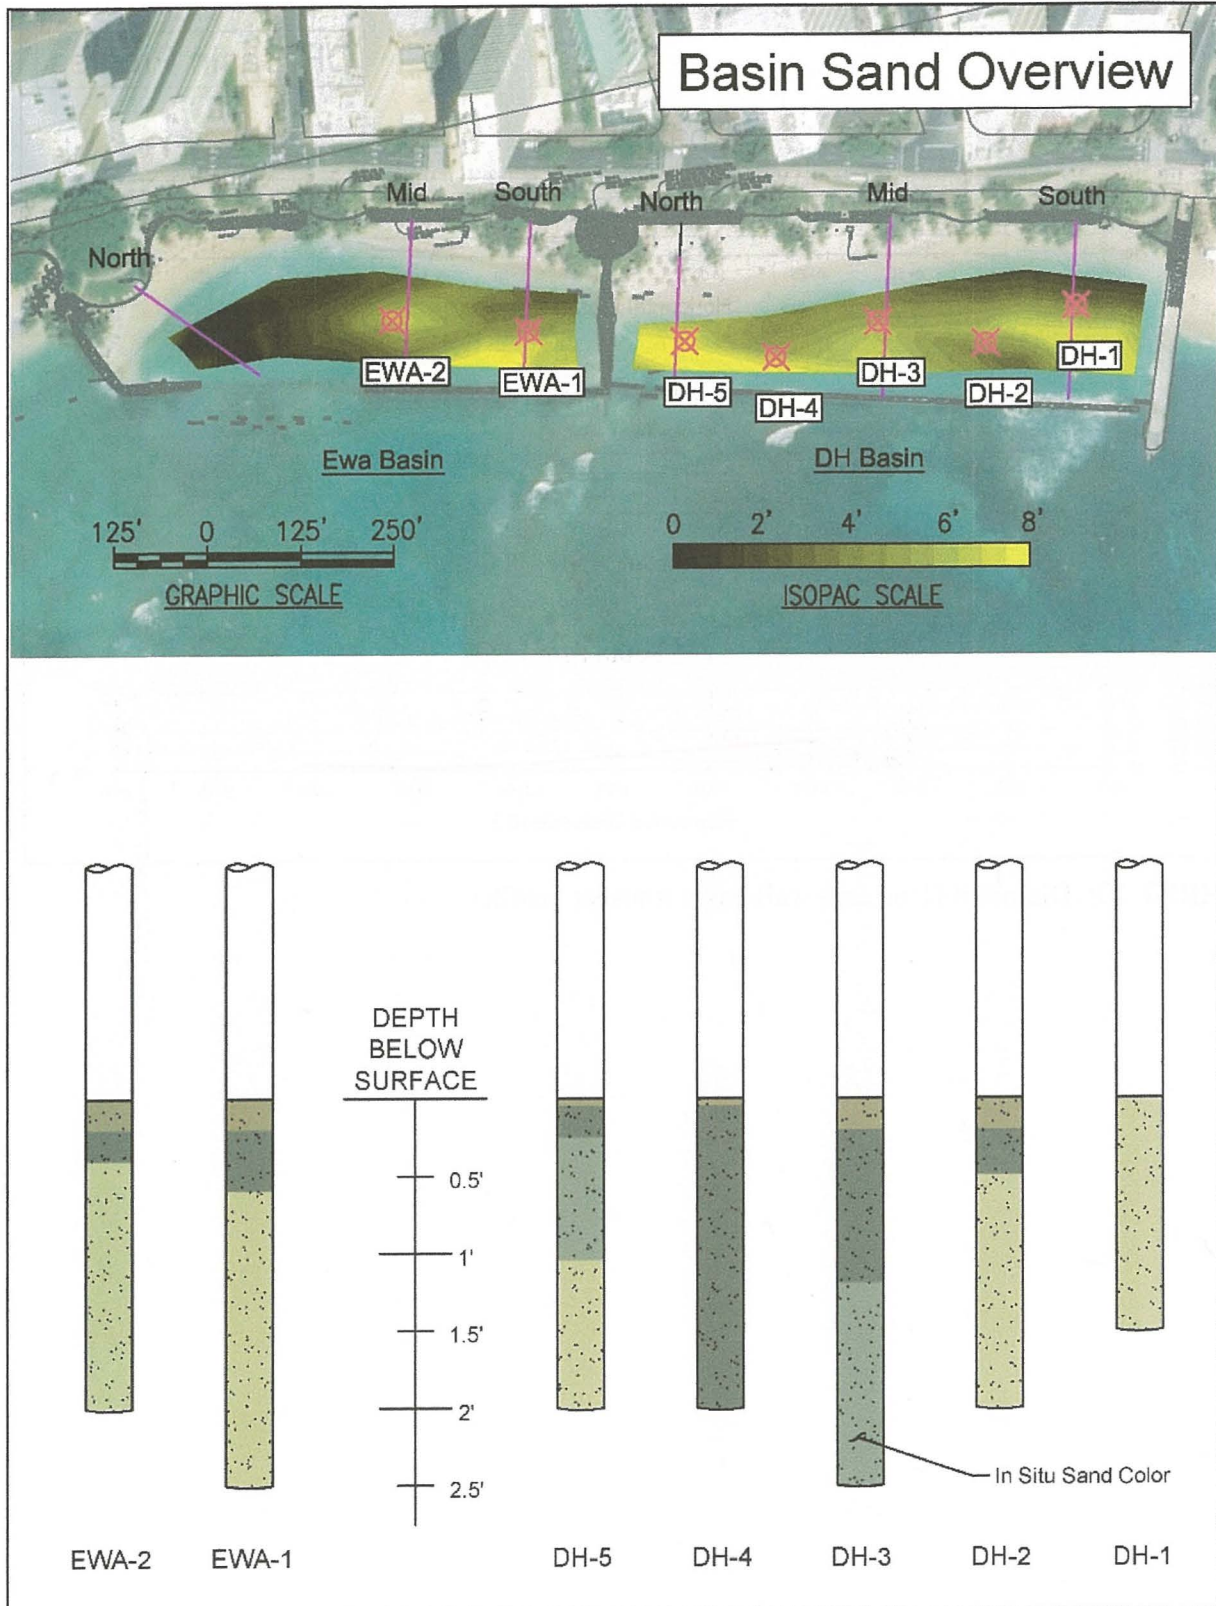 Basin Sand Overview
Mid
South
North
Mid
South
North
EWA-2
EWA-1
DH-5
DH-4
DH-3
DH-2
DH-1
Ewa Basin
DH Basin
125' 0 125' 250'
GRAPHIC SCALE
0 2' 4' 6' 8'
ISOPAC SCALE
DEPTH
BELOW
SURFACE
0.5'
1'
1.5'
2'
2.5'
In Situ Sand Color
EWA-2
EWA-1
DH-5
DH-4
DH-3
DH-2
DH-1